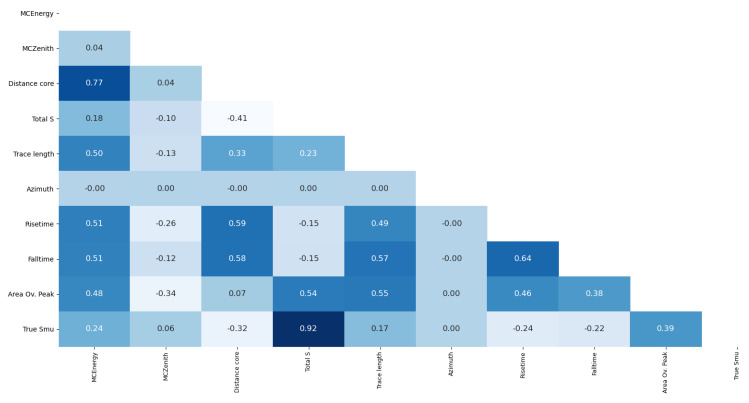 MCEnergy
MCZenith 0.04
Distance core 0.77 0.04
Total S 0.18 -0.10 -0.41
Trace length 0.50 -0.13 0.33 0.23
Azimuth -0.00 0.00 -0.00 0.00 0.00
Risetime 0.51 -0.26 0.59 -0.15 0.49 -0.00
Falltime 0.51 -0.12 0.58 -0.15 0.57 -0.00 0.64
Area Ov. Peak 0.48 -0.34 0.07 0.54 0.55 0.00 0.46 0.38
True Smu 0.24 0.06 -0.32 0.92 0.17 0.00 -0.24 -0.22 0.39
MCEnergy
MCZenith
Distance core
Total S
Trace length
Azimuth
Risetime
Falltime
Area Ov. Peak
True Smu